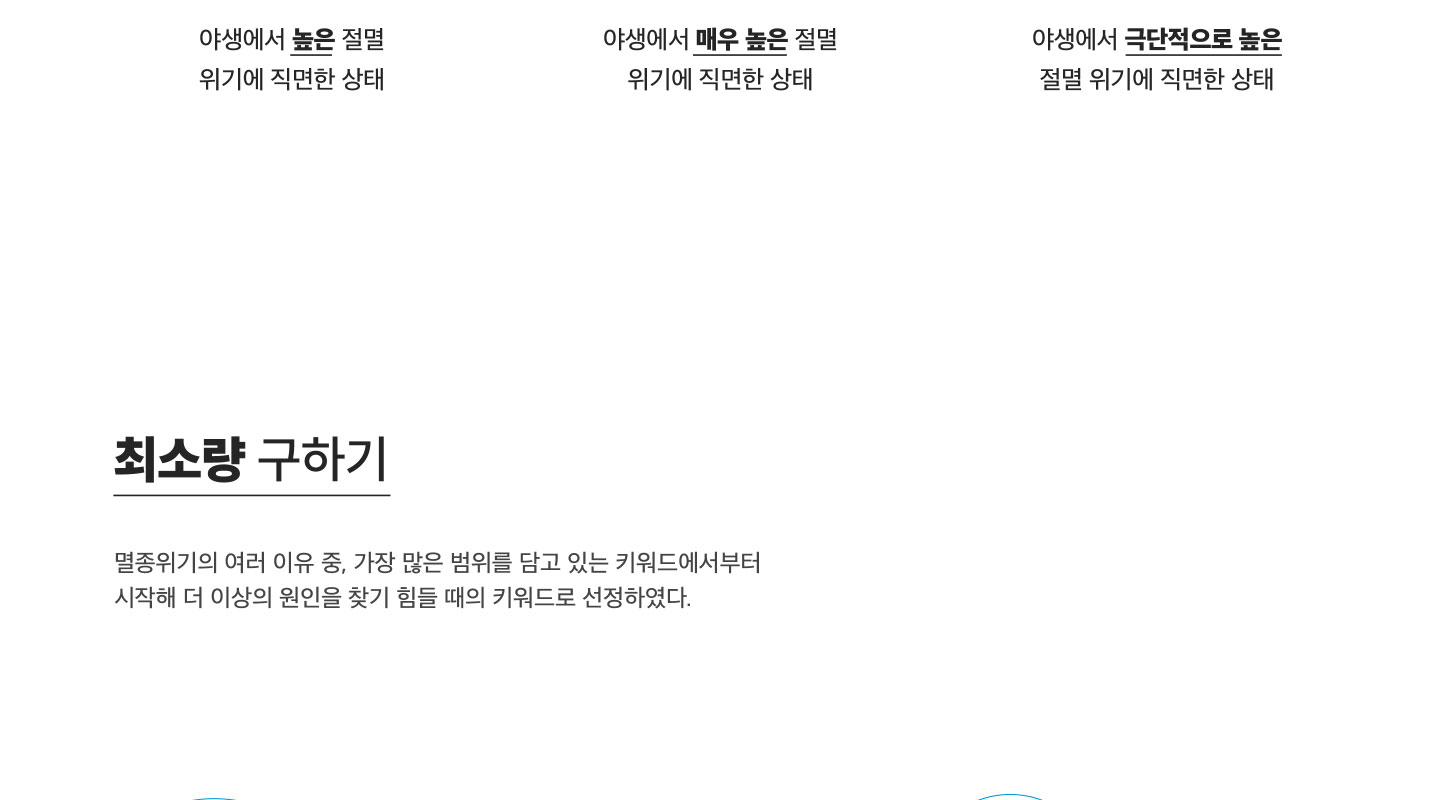 야생에서 높은 절멸
위기에 직면한 상태
야생에서 매우 높은 절멸
위기에 직면한 상태
야생에서 극단적으로 높은
절멸 위기에 직면한 상태
최소량 구하기
멸종위기의 여러 이유 중, 가장 많은 범위를 담고 있는 키워드에서부터
시작해 더 이상의 원인을 찾기 힘들 때의 키워드로 선정하였다.